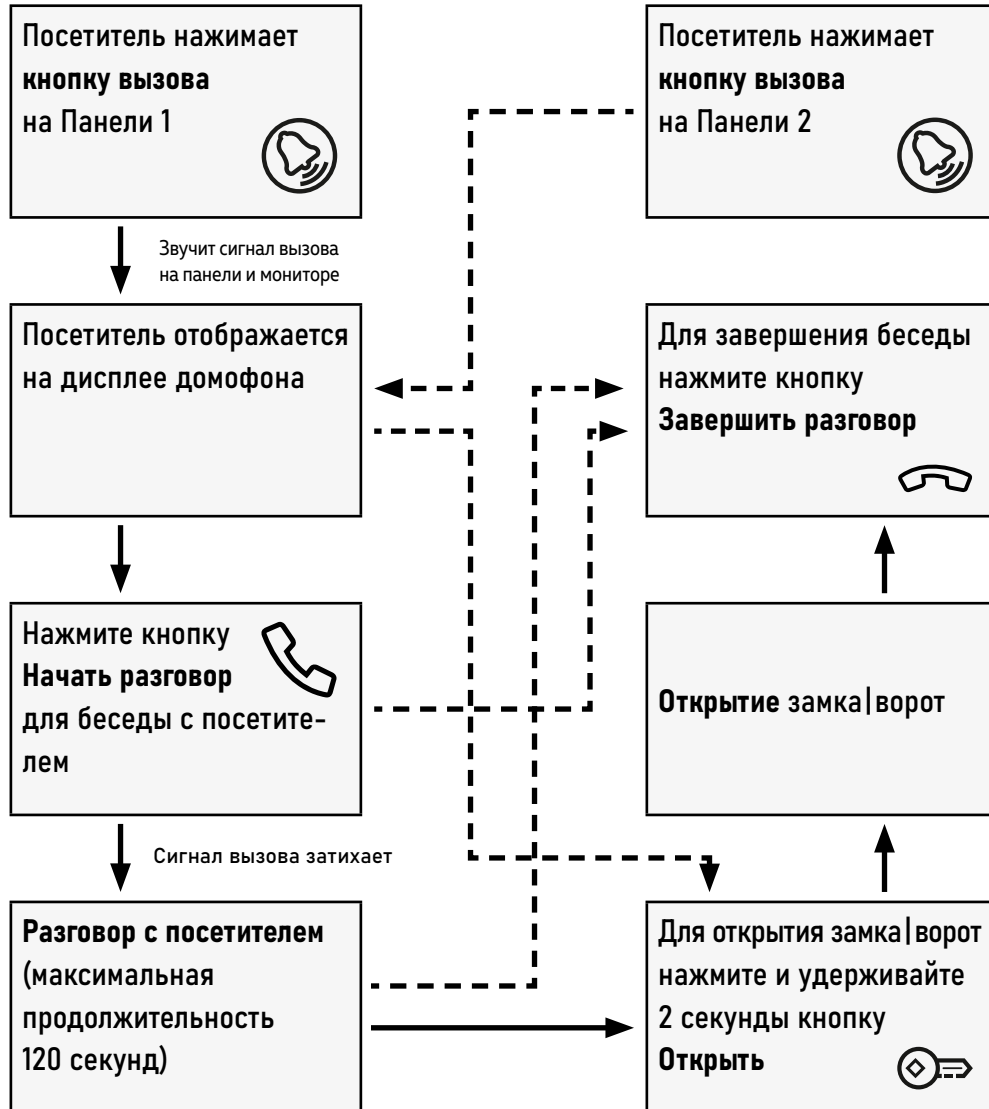 Посетитель нажимает
кнопку вызова
на Панели 1
Посетитель нажимает
кнопку вызова
на Панели 2
Звучит сигнал вызова
на панели и мониторе
Посетитель отображается
на дисплее домофона
Для завершения беседы
нажмите кнопку
Завершить разговор
Нажмите кнопку
Начать разговор
для беседы с посетите-
лем
Открытие замка|ворот
Сигнал вызова затихает
Разговор с посетителем
(максимальная
продолжительность
120 секунд)
Для открытия замка|ворот
нажмите и удерживайте
2 секунды кнопку
Открыть